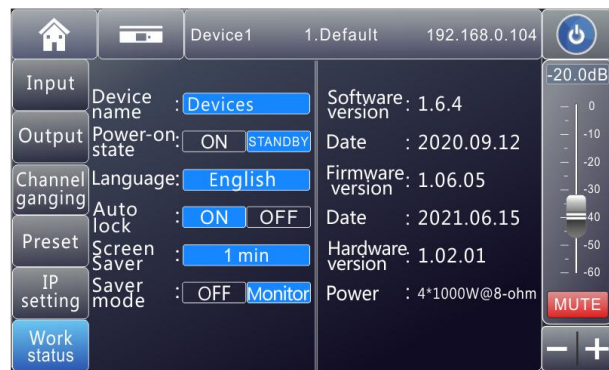 Device1 1.Default 192.168.0.104
Input
Output
Channel
ganging
Preset
IP
setting
Work
status
Device
name : Devices
Power-on
state : ON STANDBY
Language: English
Auto
lock : ON OFF
Screen
Saver : 1 min
Saver
mode : OFF Monitor
Software
version : 1.6.4
Date : 2020.09.12
Firmware
version : 1.06.05
Date : 2021.06.15
Hardware
version : 1.02.01
Power : 4*1000W@8-ohm
-20.0dB
0
-10
-20
-30
-40
-50
-60
MUTE
- +